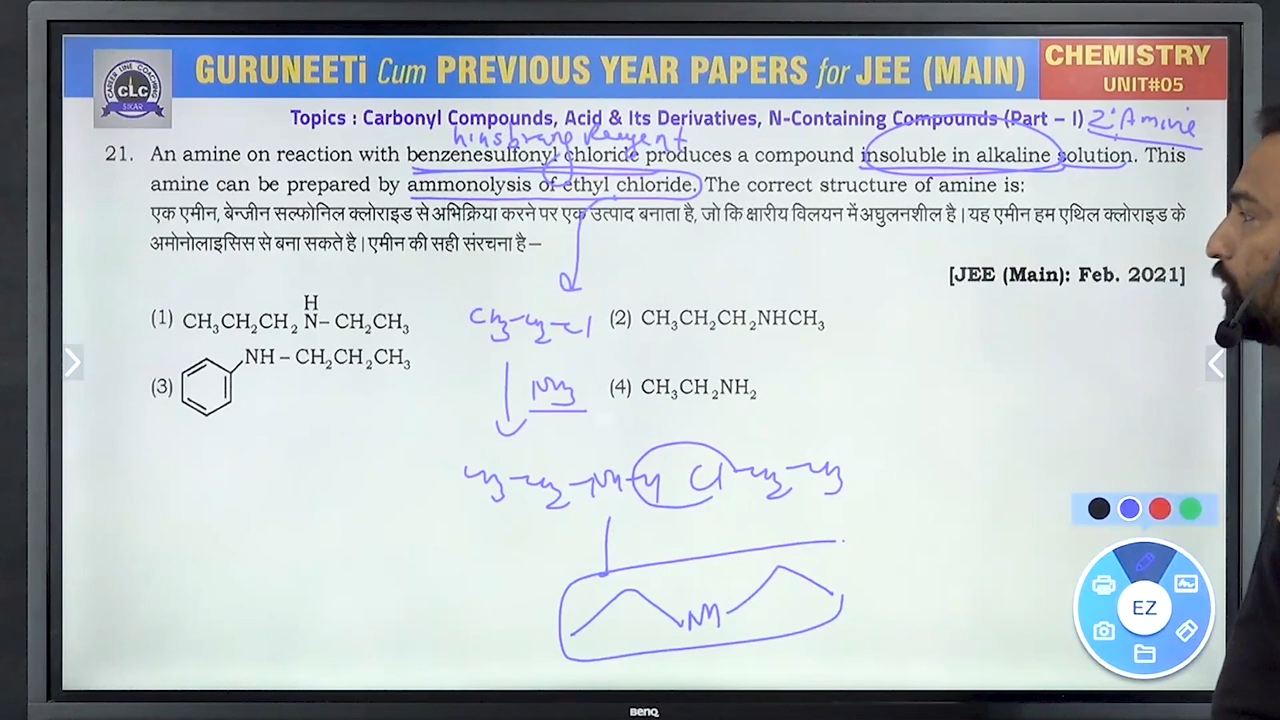 GURUNEETi Cum PREVIOUS YEAR PAPERS for JEE (MAIN)
CHEMISTRY
UNIT#05
CAREER LINE COACHING
CLC
SIKAR
Topics : Carbonyl Compounds, Acid & Its Derivatives, N-Containing Compounds (Part – I) 2° Amine
21. An amine on reaction with benzenesulfonyl chloride produces a compound insoluble in alkaline solution. This
amine can be prepared by ammonolysis of ethyl chloride. The correct structure of amine is:
एक एमीन, बेन्जीन सल्फोनिल क्लोराइड से अभिक्रिया करने पर एक उत्पाद बनाता है, जो कि क्षारीय विलयन में अघुलनशील है। यह एमीन हम एथिल क्लोराइड के
अमोनोलाइसिस से बना सकते है। एमीन की सही संरचना है–
[JEE (Main): Feb. 2021]
H
(1) CH₃CH₂CH₂ N– CH₂CH₃
CH₃-CH₂-Cl
(2) CH₃CH₂CH₂NHCH₃
(3) NH – CH₂CH₂CH₃
NH₃
(4) CH₃CH₂NH₂
CH₃-CH₂-NH-H Cl-CH₂-CH₃
NH
EZ
BenQ